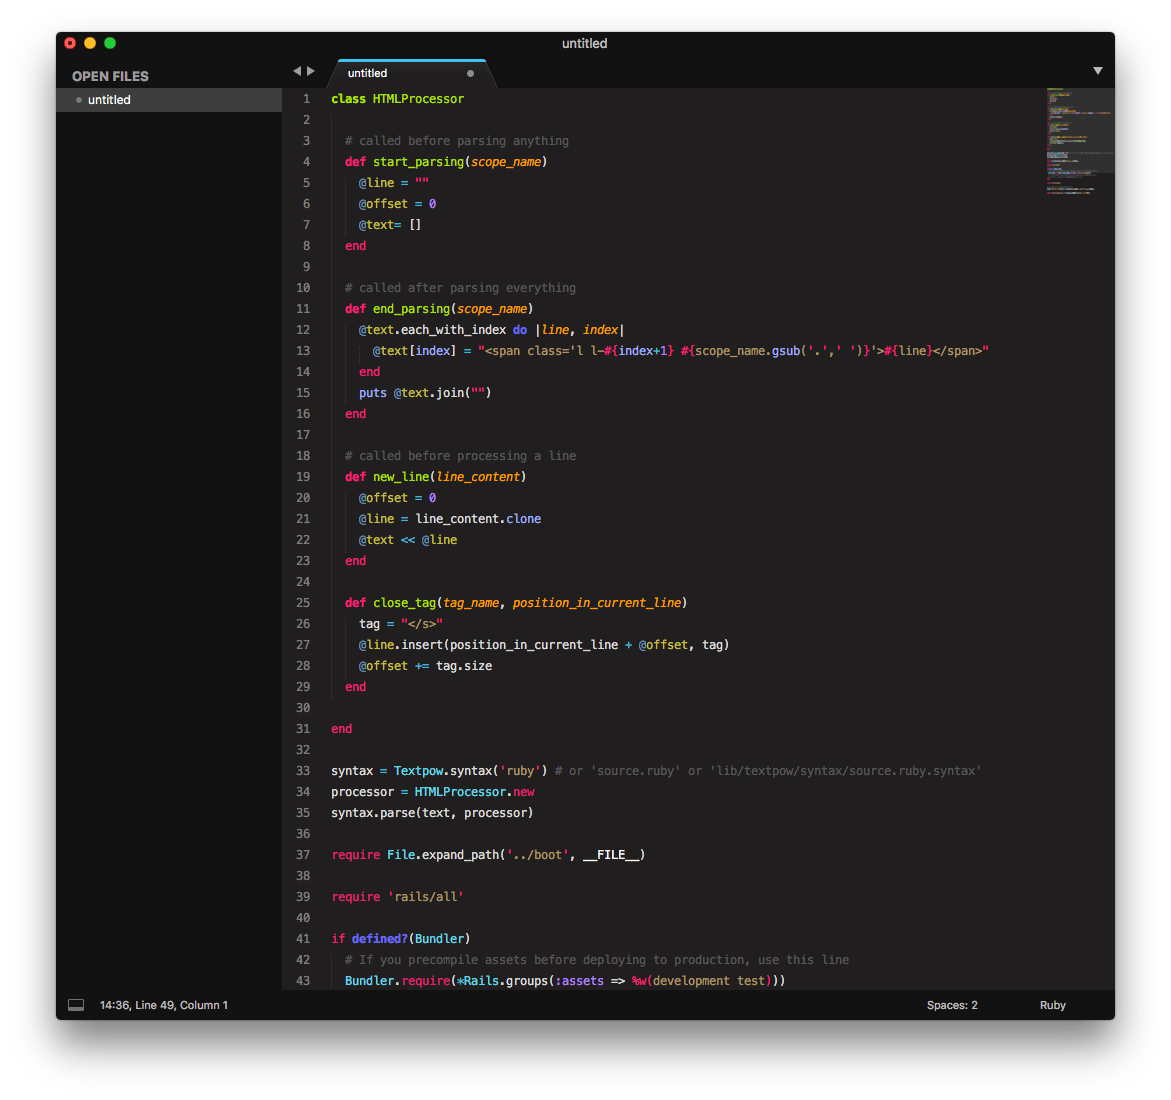 untitled
OPEN FILES
untitled
untitled
1 class HTMLProcessor
2
3   # called before parsing anything
4   def start_parsing(scope_name)
5     @line = ""
6     @offset = 0
7     @text= []
8   end
9
10   # called after parsing everything
11   def end_parsing(scope_name)
12     @text.each_with_index do |line, index|
13       @text[index] = "<span class='l l-#{index+1} #{scope_name.gsub('.',' ')}'>#{line}</span>"
14     end
15     puts @text.join("")
16   end
17
18   # called before processing a line
19   def new_line(line_content)
20     @offset = 0
21     @line = line_content.clone
22     @text << @line
23   end
24
25   def close_tag(tag_name, position_in_current_line)
26     tag = "</s>"
27     @line.insert(position_in_current_line + @offset, tag)
28     @offset += tag.size
29   end
30
31 end
32
33 syntax = Textpow.syntax('ruby') # or 'source.ruby' or 'lib/textpow/syntax/source.ruby.syntax'
34 processor = HTMLProcessor.new
35 syntax.parse(text, processor)
36
37 require File.expand_path('../boot', __FILE__)
38
39 require 'rails/all'
40
41 if defined?(Bundler)
42   # If you precompile assets before deploying to production, use this line
43   Bundler.require(*Rails.groups(:assets => %w(development test)))
14:36, Line 49, Column 1
Spaces: 2
Ruby